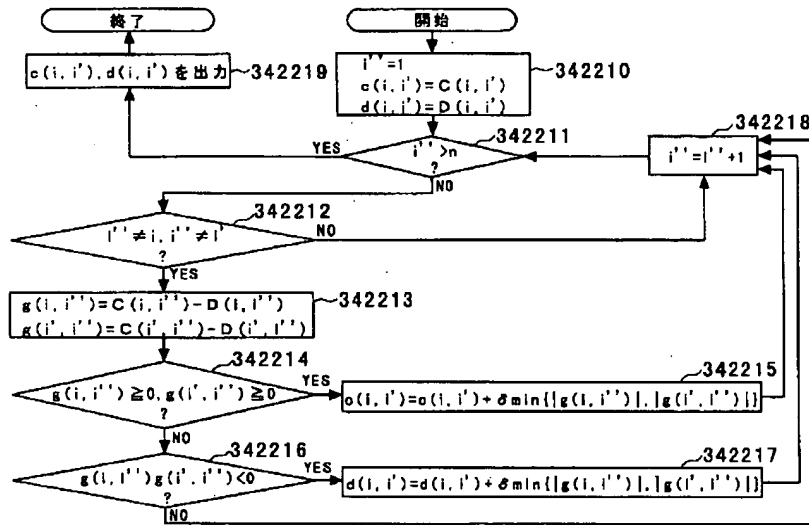 終了
開始
c(i, i'), d(i, i') を出力
342219
i''=1
c(i, i')=C(i, i')
d(i, i')=D(i, i')
342210
342211
i''>n
?
YES
NO
342218
i''=i''+1
342212
i''≠i, i''≠i'
?
NO
YES
g(i, i'')=C(i, i'')-D(i, i'')
g(i', i'')=C(i', i'')-D(i', i'')
342213
342214
g(i, i'')≧0, g(i', i'')≧0
?
YES
NO
342215
c(i, i')=c(i, i')+δmin{|g(i, i'')|, |g(i', i'')|}
342216
g(i, i'')g(i', i'')<0
?
YES
NO
342217
d(i, i')=d(i, i')+δmin{|g(i, i'')|, |g(i', i'')|}